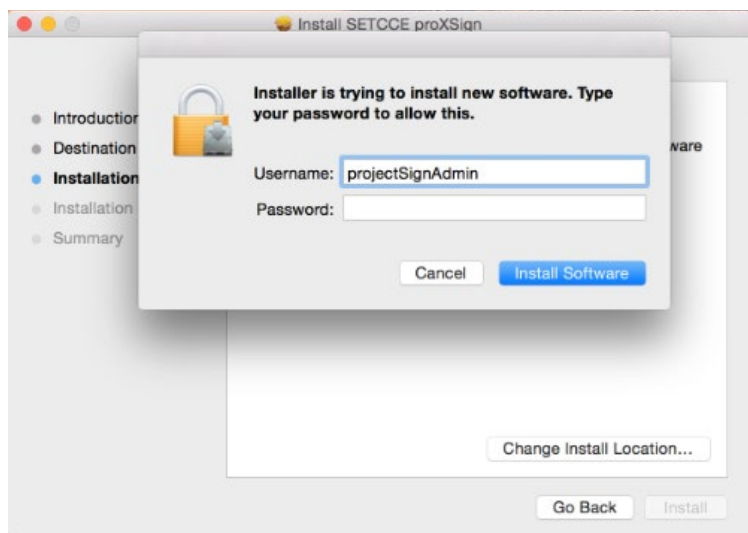 Install SETCCE proXSign
Installer is trying to install new software. Type
your password to allow this.
Username: projectSignAdmin
Password:
Cancel
Install Software
Introduction
Destination
Installation
Installation
Summary
ware
Change Install Location...
Go Back
Install